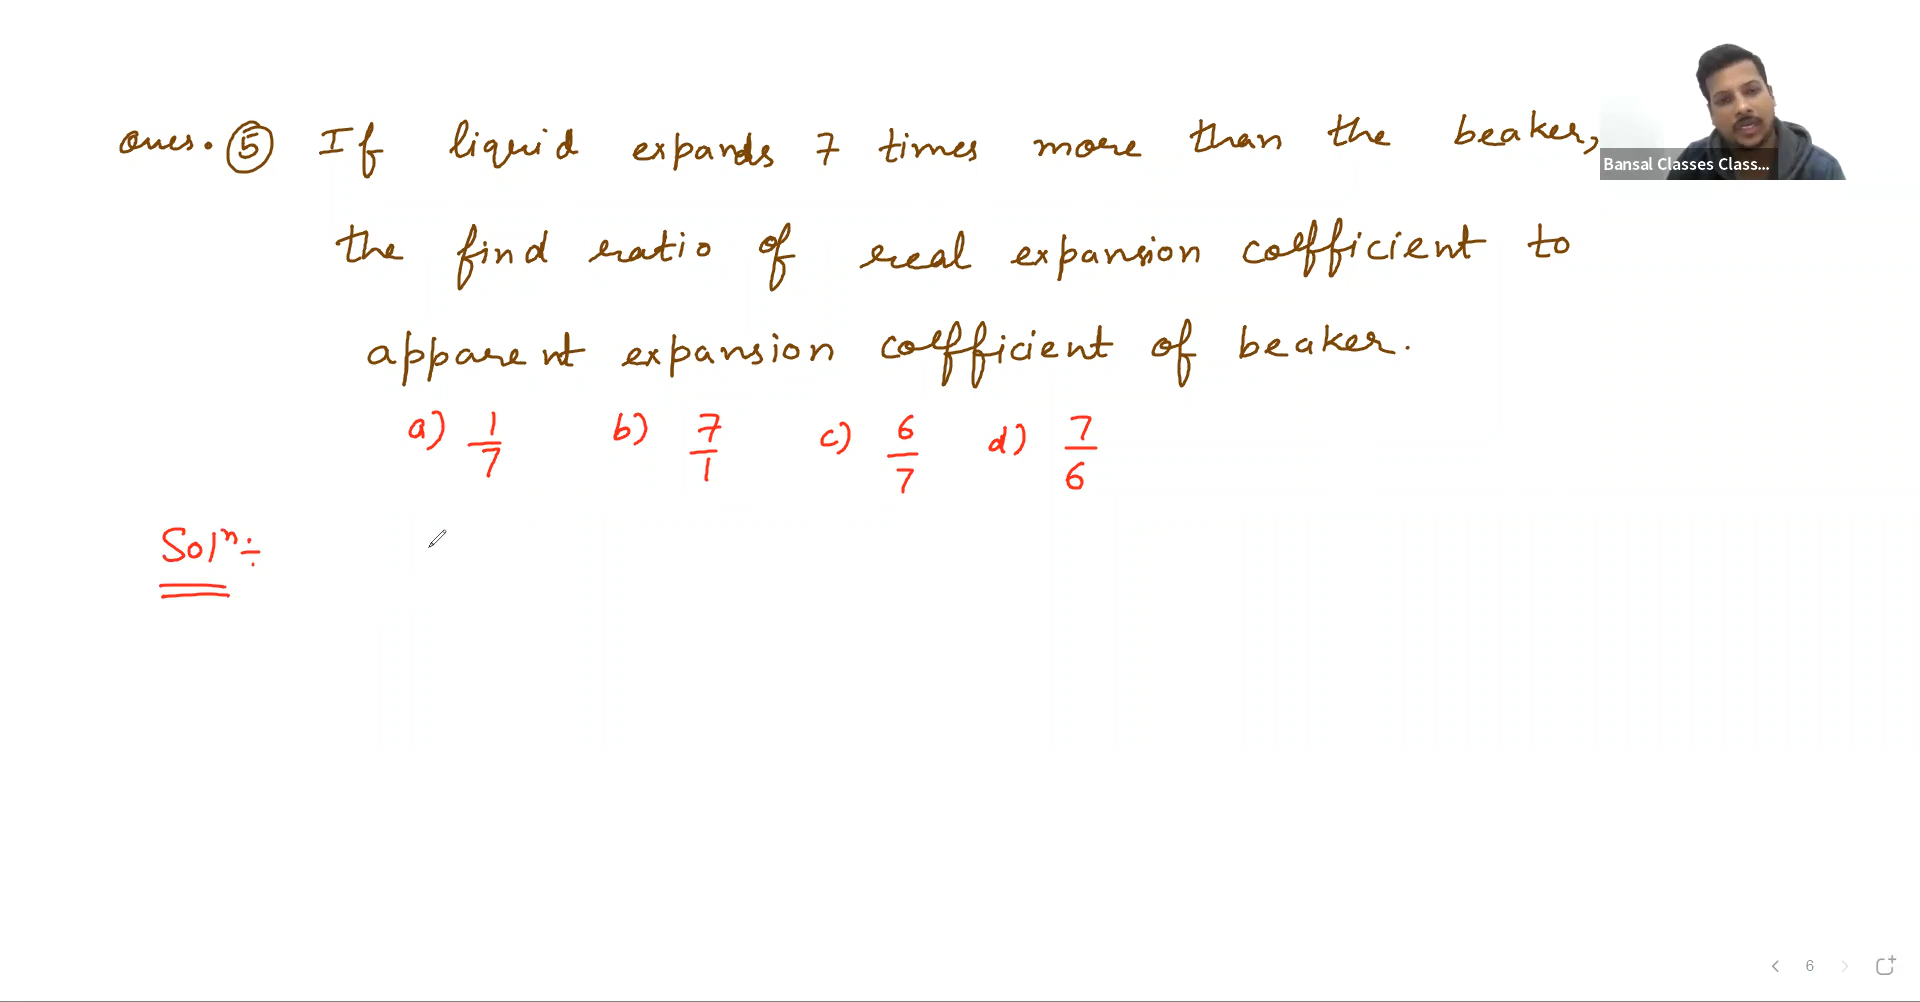 Ques. ⑤ If liquid expands 7 times more than the beaker,
Bansal Classes Class...
the find ratio of real expansion coefficient to
apparent expansion coefficient of beaker.
a) 1/7 b) 7/1 c) 6/7 d) 7/6
Solⁿ÷
6